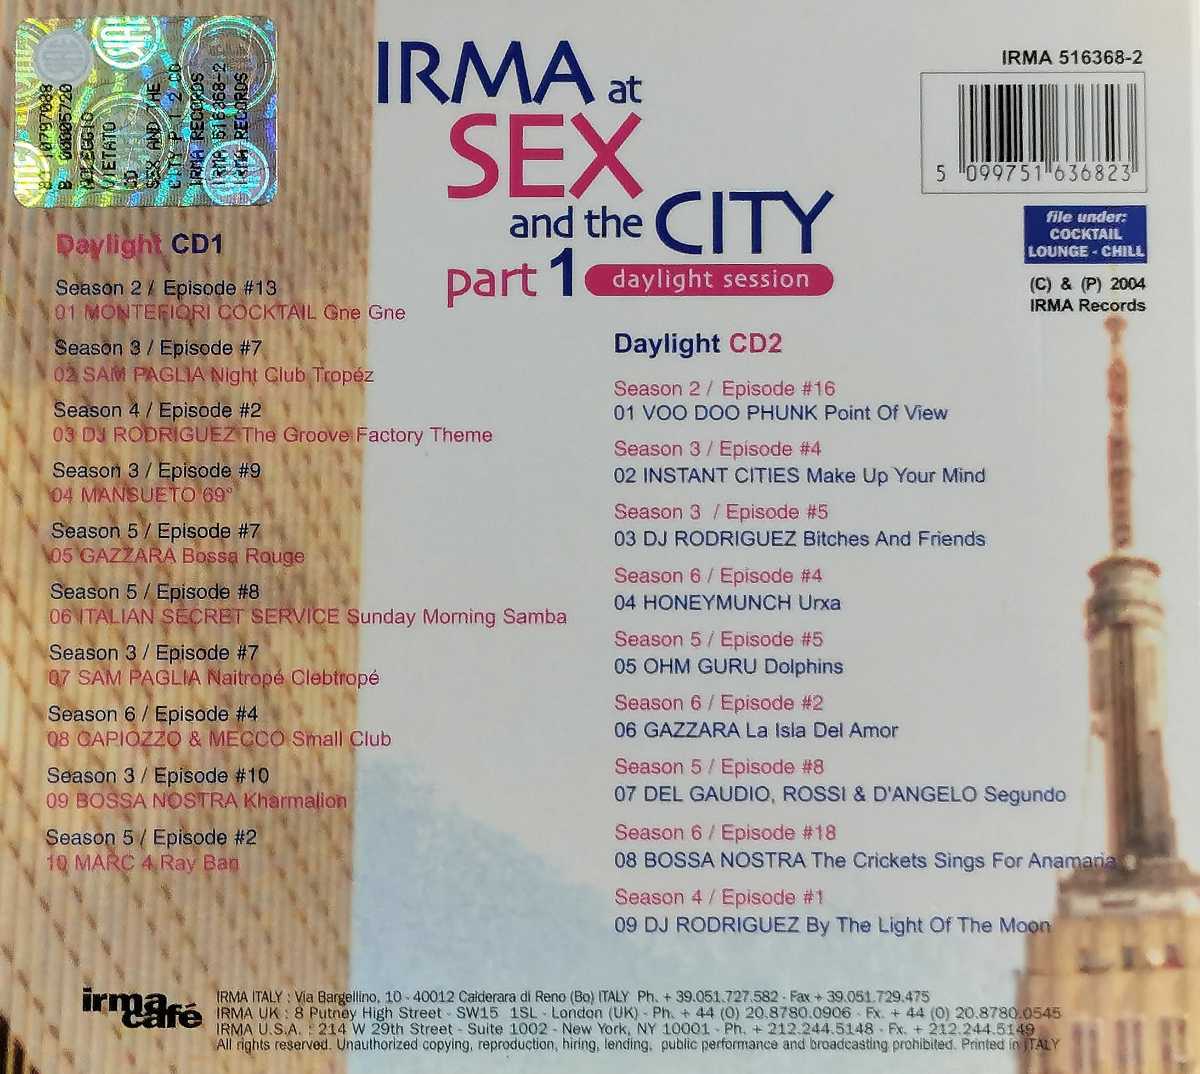 B1 10797088
B 00005720
NOLEGGIO
VIETATO
CD
SEX AND THE
CITY P 1 2 CD
IRMA RECORDS
IRMA 516368-2
IRMA RECORDS
IRMA at
SEX
and the CITY
part 1 daylight session
IRMA 516368-2
5 099751 636823
file under:
COCKTAIL
LOUNGE - CHILL
(C) & (P) 2004
IRMA Records
Daylight CD1
Season 2 / Episode #13
01 MONTEFIORI COCKTAIL Gne Gne
Season 3 / Episode #7
02 SAM PAGLIA Night Club Tropéz
Season 4 / Episode #2
03 DJ RODRIGUEZ The Groove Factory Theme
Season 3 / Episode #9
04 MANSUETO 69°
Season 5 / Episode #7
05 GAZZARA Bossa Rouge
Season 5 / Episode #8
06 ITALIAN SECRET SERVICE Sunday Morning Samba
Season 3 / Episode #7
07 SAM PAGLIA Naitropé Clebtropé
Season 6 / Episode #4
08 CAPIOZZO & MECCO Small Club
Season 3 / Episode #10
09 BOSSA NOSTRA Kharmalion
Season 5 / Episode #2
10 MARC 4 Ray Ban
Daylight CD2
Season 2 / Episode #16
01 VOO DOO PHUNK Point Of View
Season 3 / Episode #4
02 INSTANT CITIES Make Up Your Mind
Season 3 / Episode #5
03 DJ RODRIGUEZ Bitches And Friends
Season 6 / Episode #4
04 HONEYMUNCH Urxa
Season 5 / Episode #5
05 OHM GURU Dolphins
Season 6 / Episode #2
06 GAZZARA La Isla Del Amor
Season 5 / Episode #8
07 DEL GAUDIO, ROSSI & D'ANGELO Segundo
Season 6 / Episode #18
08 BOSSA NOSTRA The Crickets Sings For Anamaria
Season 4 / Episode #1
09 DJ RODRIGUEZ By The Light Of The Moon
irma
café
IRMA ITALY : Via Bargellino, 10 - 40012 Calderara di Reno (Bo) ITALY Ph. + 39.051.727.582 - Fax + 39.051.729.475
IRMA UK : 8 Putney High Street - SW15 1SL - London (UK) - Ph. + 44 (0) 20.8780.0906 - Fx. + 44 (0) 20.8780.0545
IRMA U.S.A. : 214 W 29th Street - Suite 1002 - New York, NY 10001 - Ph. + 212.244.5148 - Fx. + 212.244.5149
All rights reserved. Unauthorized copying, reproduction, hiring, lending, public performance and broadcasting prohibited. Printed in ITALY